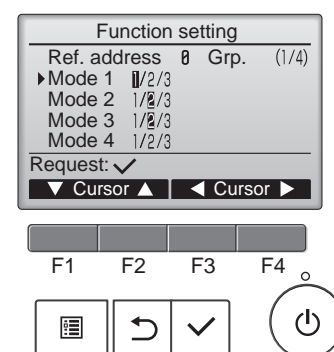 Function setting
Ref. address 0 Grp. (1/4)
▶Mode 1 1/2/3
Mode 2 1/2/3
Mode 3 1/2/3
Mode 4 1/2/3
Request: ✓
▼ Cursor ▲ ◀ Cursor ▶
F1 F2 F3 F4